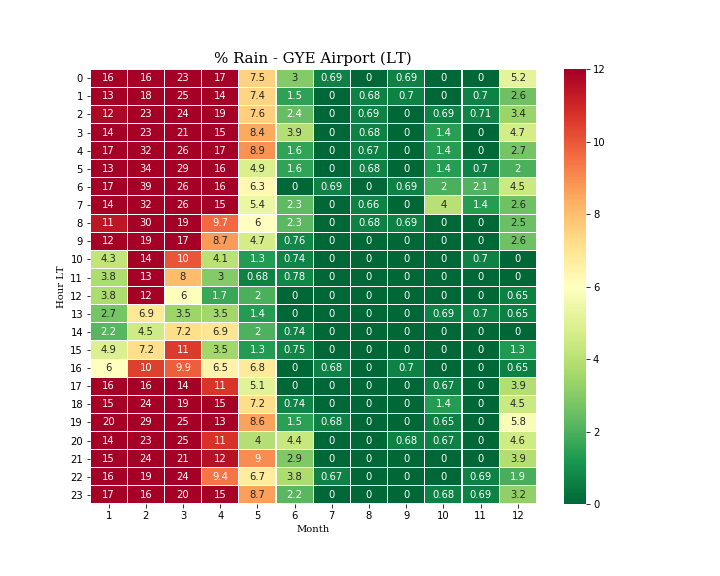 % Rain - GYE Airport (LT)
0 16 16 23 17 7.5 3 0.69 0 0.69 0 0 5.2
1 13 18 25 14 7.4 1.5 0 0.68 0.7 0 0.7 2.6
2 12 23 24 19 7.6 2.4 0 0.69 0 0.69 0.71 3.4
3 14 23 21 15 8.4 3.9 0 0.68 0 1.4 0 4.7
4 17 32 26 17 8.9 1.6 0 0.67 0 1.4 0 2.7
5 13 34 29 16 4.9 1.6 0 0.68 0 1.4 0.7 2
6 17 39 26 16 6.3 0 0.69 0 0.69 2 2.1 4.5
7 14 32 26 15 5.4 2.3 0 0.66 0 4 1.4 2.6
8 11 30 19 9.7 6 2.3 0 0.68 0.69 0 0 2.5
9 12 19 17 8.7 4.7 0.76 0 0 0 0 0 2.6
10 4.3 14 10 4.1 1.3 0.74 0 0 0 0 0.7 0
11 3.8 13 8 3 0.68 0.78 0 0 0 0 0 0
12 3.8 12 6 1.7 2 0 0 0 0 0 0 0.65
13 2.7 6.9 3.5 3.5 1.4 0 0 0 0 0.69 0.7 0.65
14 2.2 4.5 7.2 6.9 2 0.74 0 0 0 0 0 0
15 4.9 7.2 11 3.5 1.3 0.75 0 0 0 0 0 1.3
16 6 10 9.9 6.5 6.8 0 0.68 0 0.7 0 0 0.65
17 16 16 14 11 5.1 0 0 0 0 0.67 0 3.9
18 15 24 19 15 7.2 0.74 0 0 0 1.4 0 4.5
19 20 29 25 13 8.6 1.5 0.68 0 0 0.65 0 5.8
20 14 23 25 11 4 4.4 0 0 0.68 0.67 0 4.6
21 15 24 21 12 9 2.9 0 0 0 0 0 3.9
22 16 19 24 9.4 6.7 3.8 0.67 0 0 0 0.69 1.9
23 17 16 20 15 8.7 2.2 0 0 0 0.68 0.69 3.2
1 2 3 4 5 6 7 8 9 10 11 12
Month
Hour LT
12
10
8
6
4
2
0